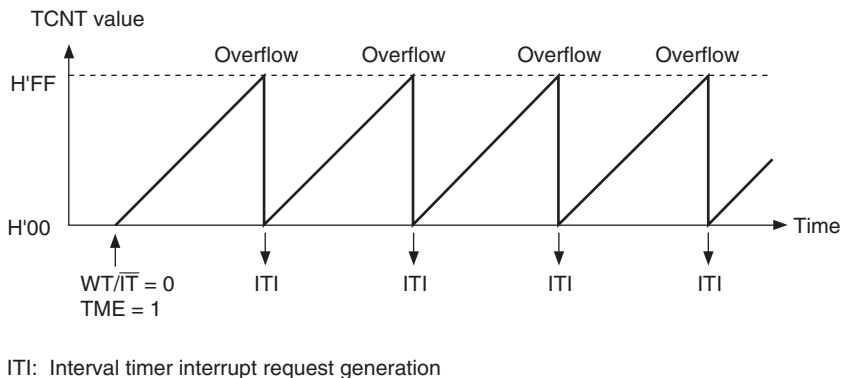 TCNT value
Overflow Overflow Overflow Overflow
H'FF
H'00
Time
WT/I̅T̅ = 0
TME = 1
ITI ITI ITI ITI
ITI: Interval timer interrupt request generation